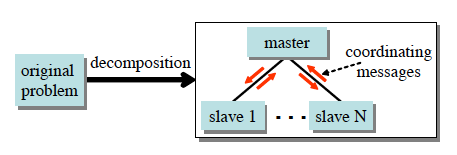 original
problem
decomposition
master
coordinating
messages
slave 1
slave N